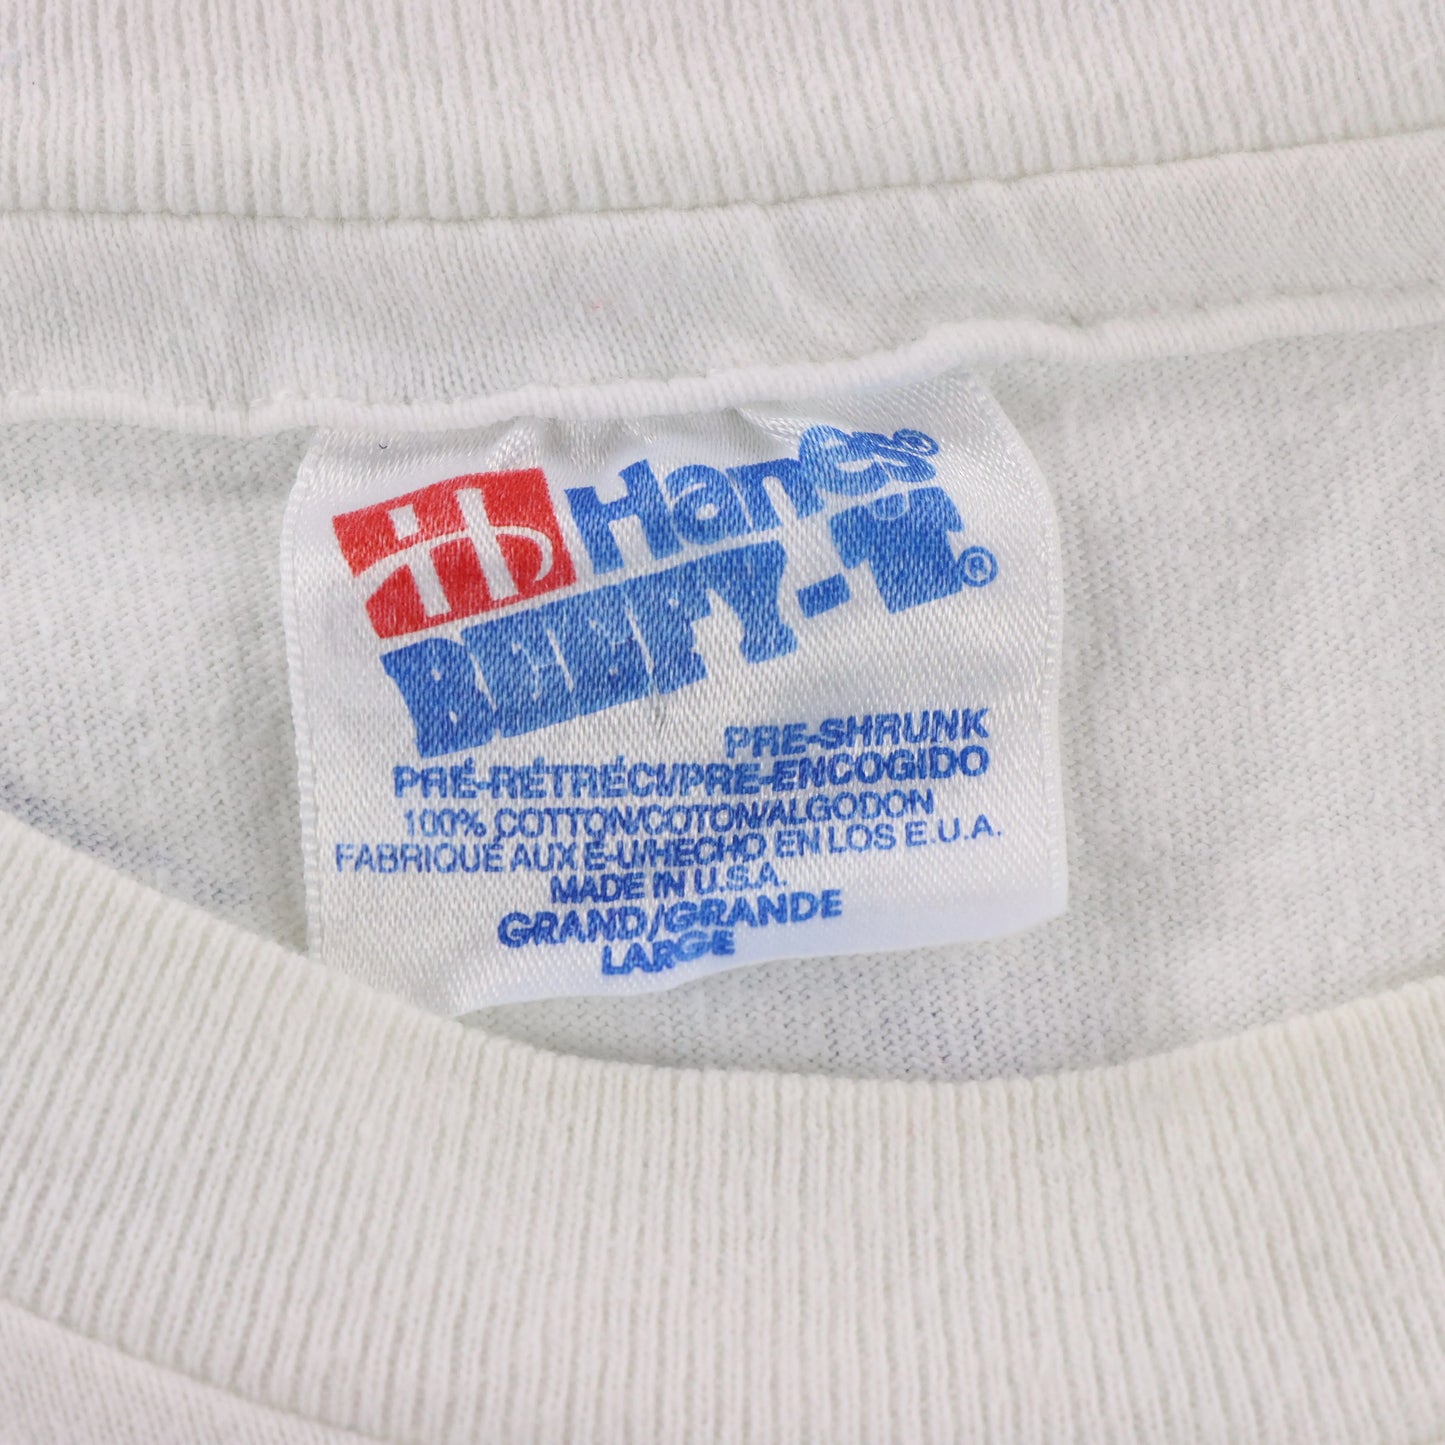 Hanes®
BEEFY-T®
PRE-SHRUNK
PRÉ-RÉTRÉCI/PRE-ENCOGIDO
100% COTTON/COTON/ALGODON
FABRIQUÉ AUX É-U/HECHO EN LOS E.U.A.
MADE IN U.S.A.
GRAND/GRANDE
LARGE